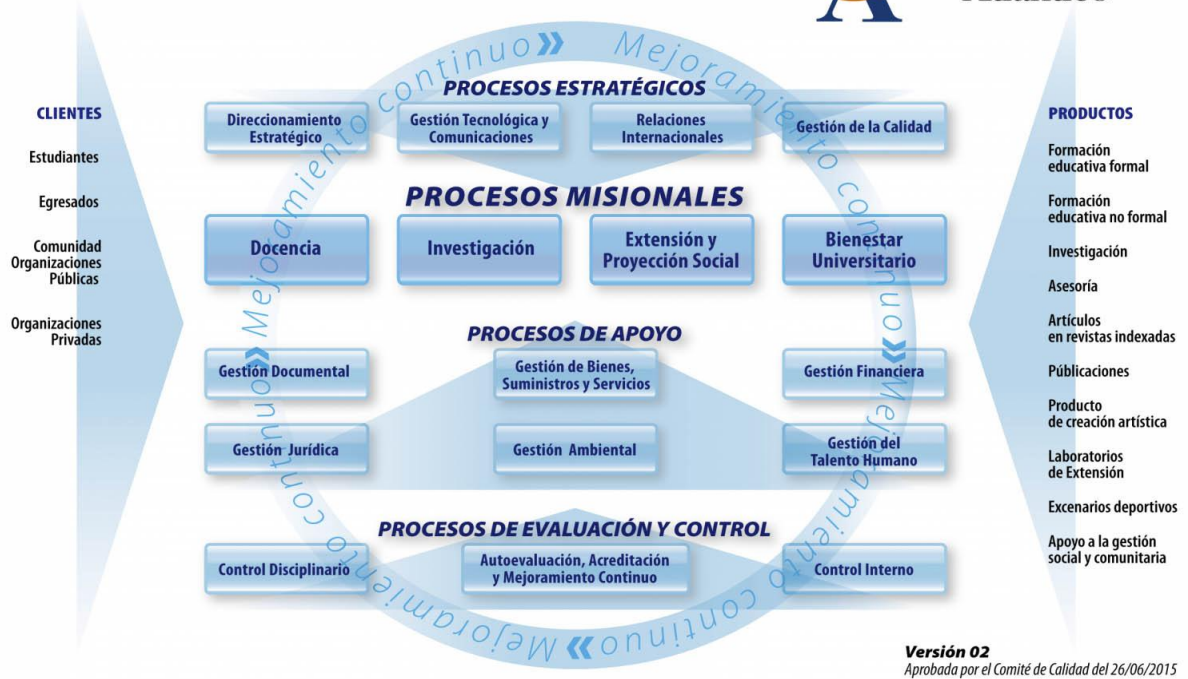 Mejoramiento continuo
Mejoramiento continuo
Mejoramiento continuo
Mejoramiento continuo
PROCESOS ESTRATÉGICOS
Direccionamiento
Estratégico
Gestión Tecnológica y
Comunicaciones
Relaciones
Internacionales
Gestión de la Calidad
PROCESOS MISIONALES
Docencia
Investigación
Extensión y
Proyección Social
Bienestar
Universitario
PROCESOS DE APOYO
Gestión Documental
Gestión de Bienes,
Suministros y Servicios
Gestión Financiera
Gestión Jurídica
Gestión Ambiental
Gestión del
Talento Humano
PROCESOS DE EVALUACIÓN Y CONTROL
Control Disciplinario
Autoevaluación, Acreditación
y Mejoramiento Continuo
Control Interno
CLIENTES
Estudiantes
Egresados
Comunidad
Organizaciones
Públicas
Organizaciones
Privadas
PRODUCTOS
Formación
educativa formal
Formación
educativa no formal
Investigación
Asesoría
Artículos
en revistas indexadas
Públicaciones
Producto
de creación artística
Laboratorios
de Extensión
Escenarios deportivos
Apoyo a la gestión
social y comunitaria
Versión 02
Aprobada por el Comité de Calidad del 26/06/2015